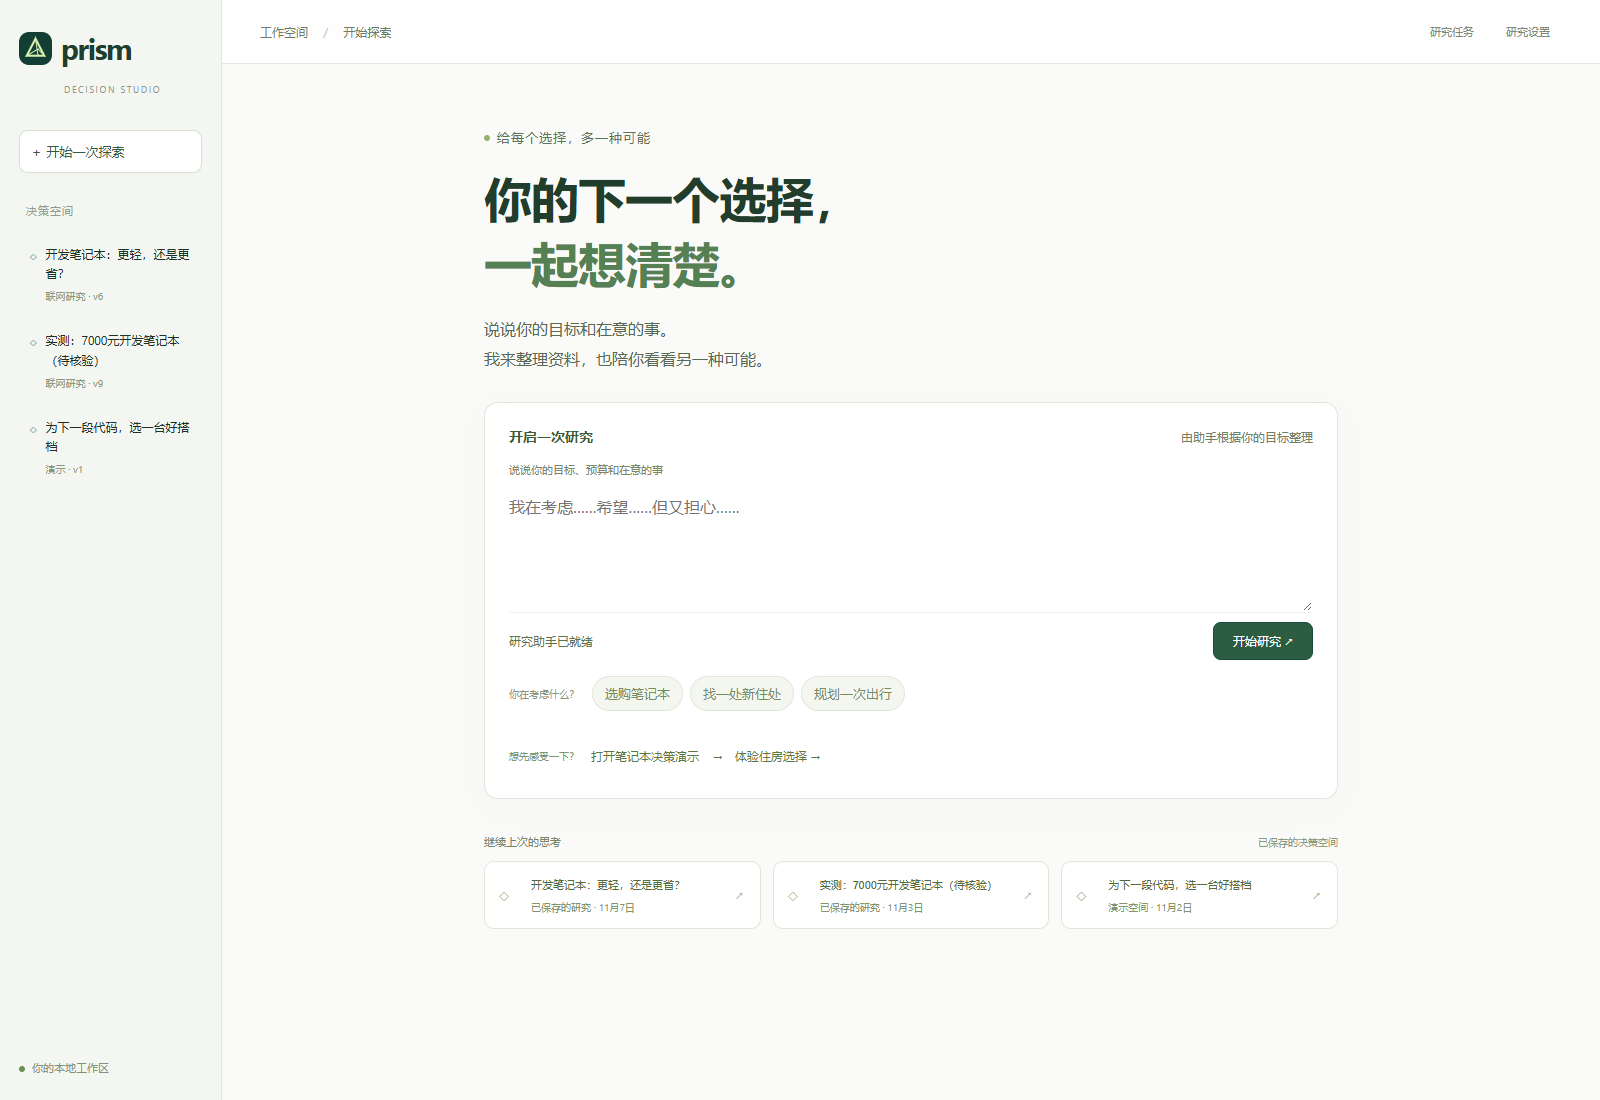 prism
DECISION STUDIO
+ 开始一次探索
决策空间
开发笔记本：更轻，还是更
省？
联网研究 · v6
实测：7000元开发笔记本
（待核验）
联网研究 · v9
为下一段代码，选一台好搭
档
演示 · v1
你的本地工作区
工作空间 / 开始探索
研究任务 研究设置
给每个选择，多一种可能
你的下一个选择，
一起想清楚。
说说你的目标和在意的事。
我来整理资料，也陪你看看另一种可能。
开启一次研究 由助手根据你的目标整理
说说你的目标、预算和在意的事
我在考虑……希望……但又担心……
研究助手已就绪 开始研究 ↗
你在考虑什么？ 选购笔记本 找一处新住处 规划一次出行
想先感受一下？ 打开笔记本决策演示 → 体验住房选择 →
继续上次的思考 已保存的决策空间
开发笔记本：更轻，还是更省？ ↗
已保存的研究 · 11月7日
实测：7000元开发笔记本（待核验） ↗
已保存的研究 · 11月3日
为下一段代码，选一台好搭档 ↗
演示空间 · 11月2日